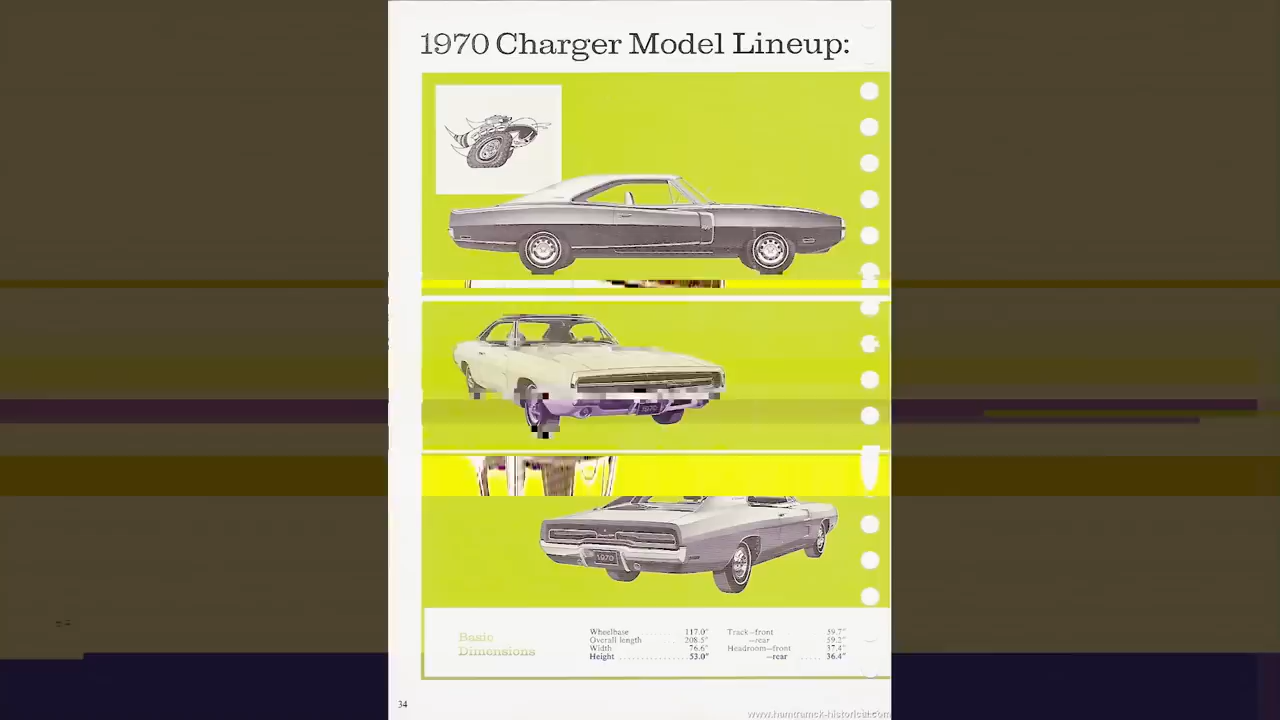 1970 Charger Model Lineup:
1970
1970
Basic
Dimensions
Wheelbase 117.0"
Overall length 208.5"
Width 76.6"
Height 53.0"
Track—front 59.7"
—rear 59.2"
Headroom—front 37.4"
—rear 36.4"
34
www.hamtramck-historical.com